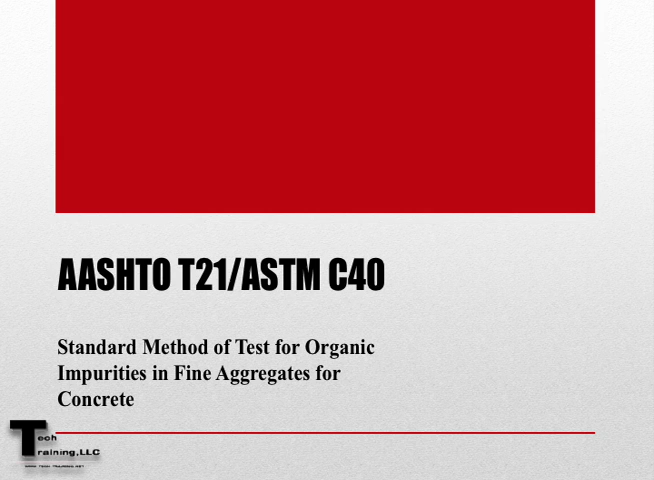 AASHTO T21/ASTM C40
Standard Method of Test for Organic
Impurities in Fine Aggregates for
Concrete
Tech
Training,LLC